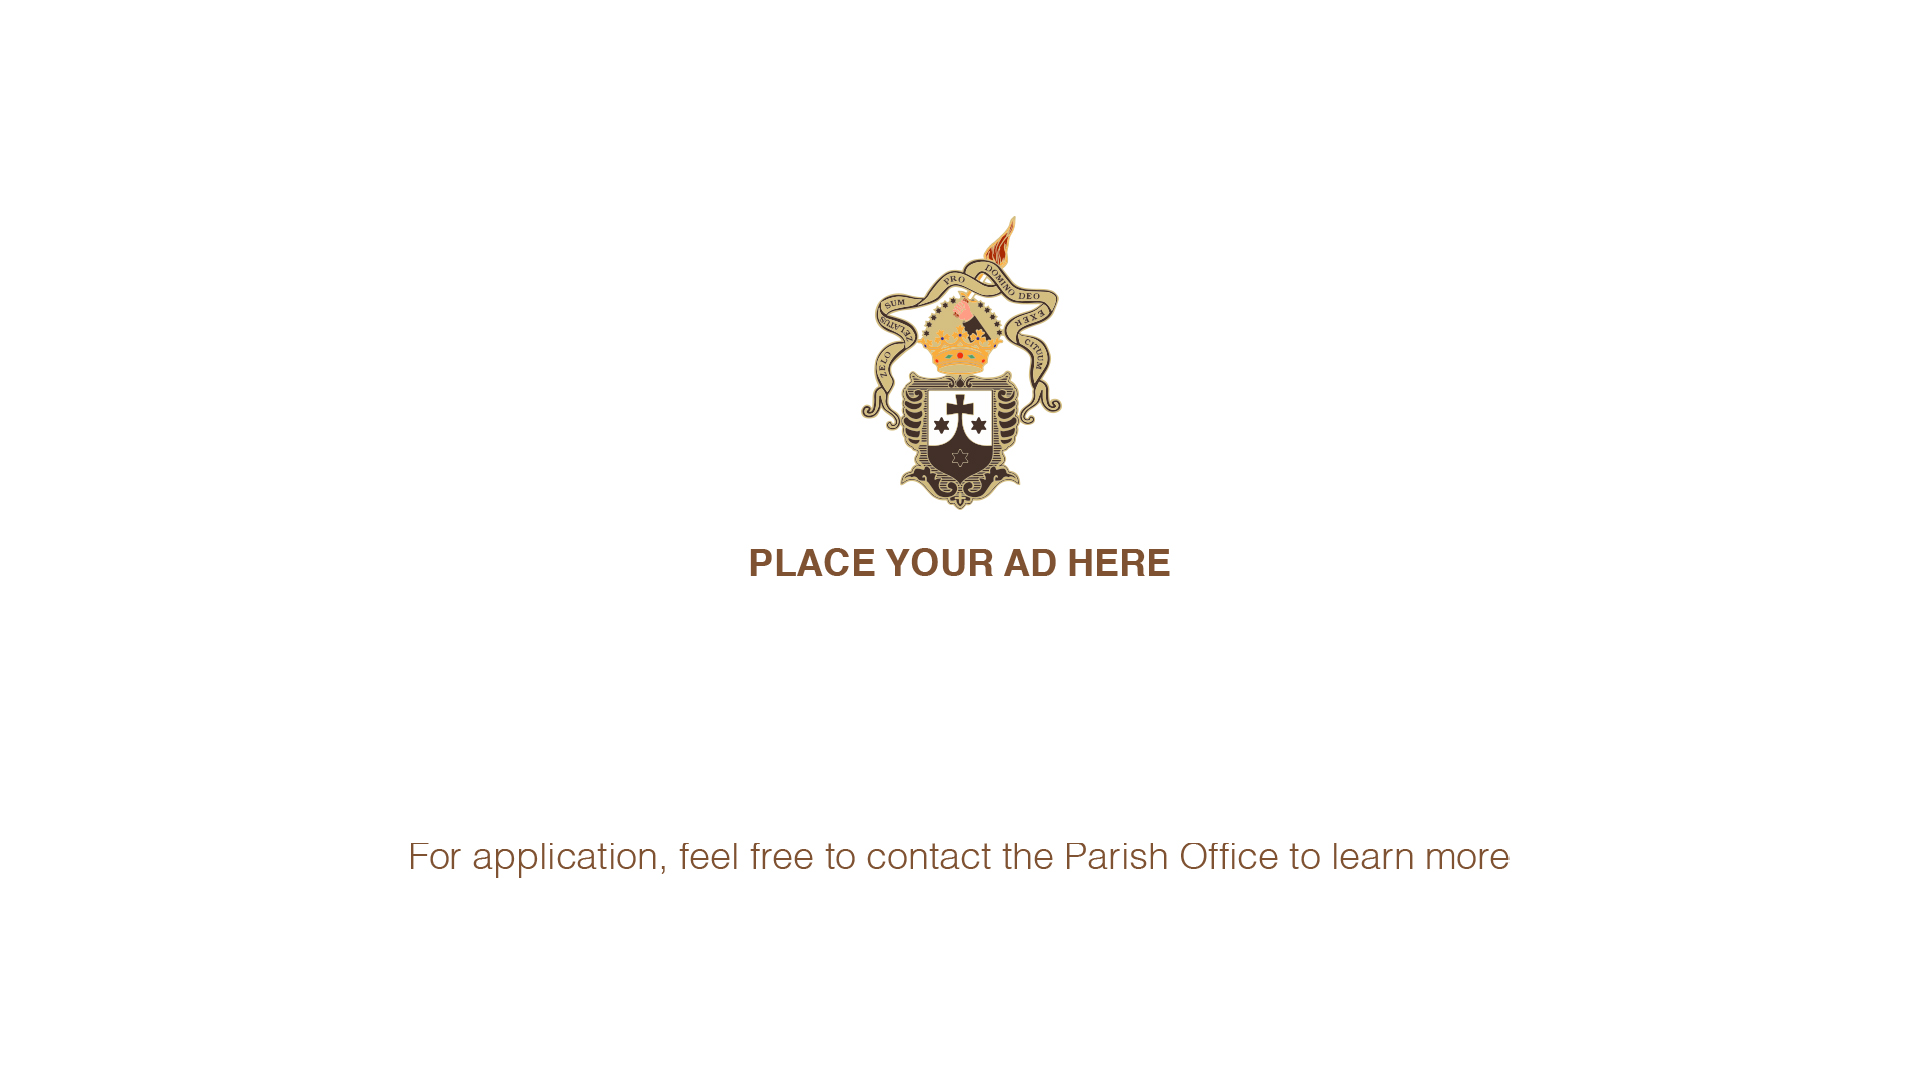 ZELO ZELATUS SUM PRO DOMINO DEO EXERCITUUM
PLACE YOUR AD HERE
For application, feel free to contact the Parish Office to learn more